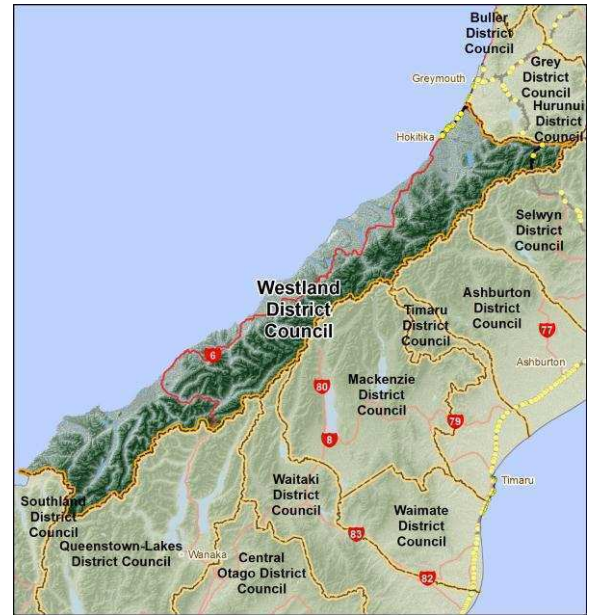 Buller
District
Council
Grey
District
Council
Greymouth
Hurunui
District
Council
Hokitika
Selwyn
District
Council
Westland
District
Council
Ashburton
District
Council
Timaru
District
Council
77
6
Ashburton
80
Mackenzie
District
Council
79
8
Waitaki
District
Council
Timaru
Southland
District
Council
Waimate
District
Council
Queenstown-Lakes
District Council
Wanaka
83
Central
Otago District
Council
82